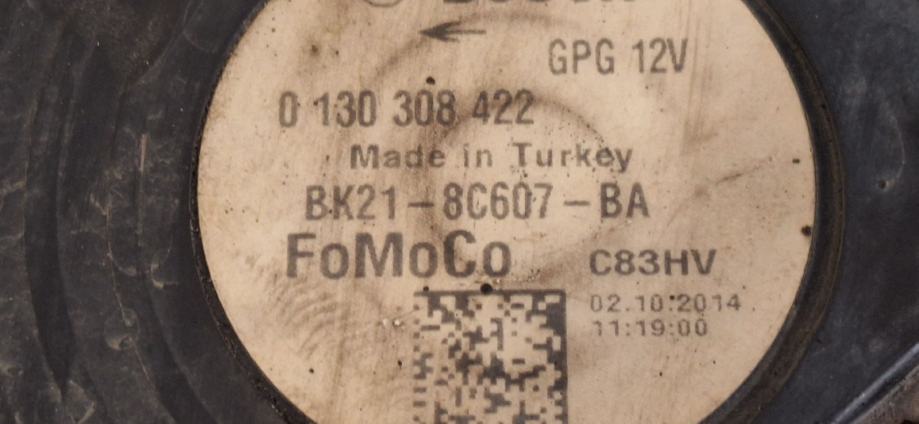 GPG 12V
0 130 308 422
Made in Turkey
BK21-8C607-BA
FoMoCo C83HV
02.10.2014
11:19:00